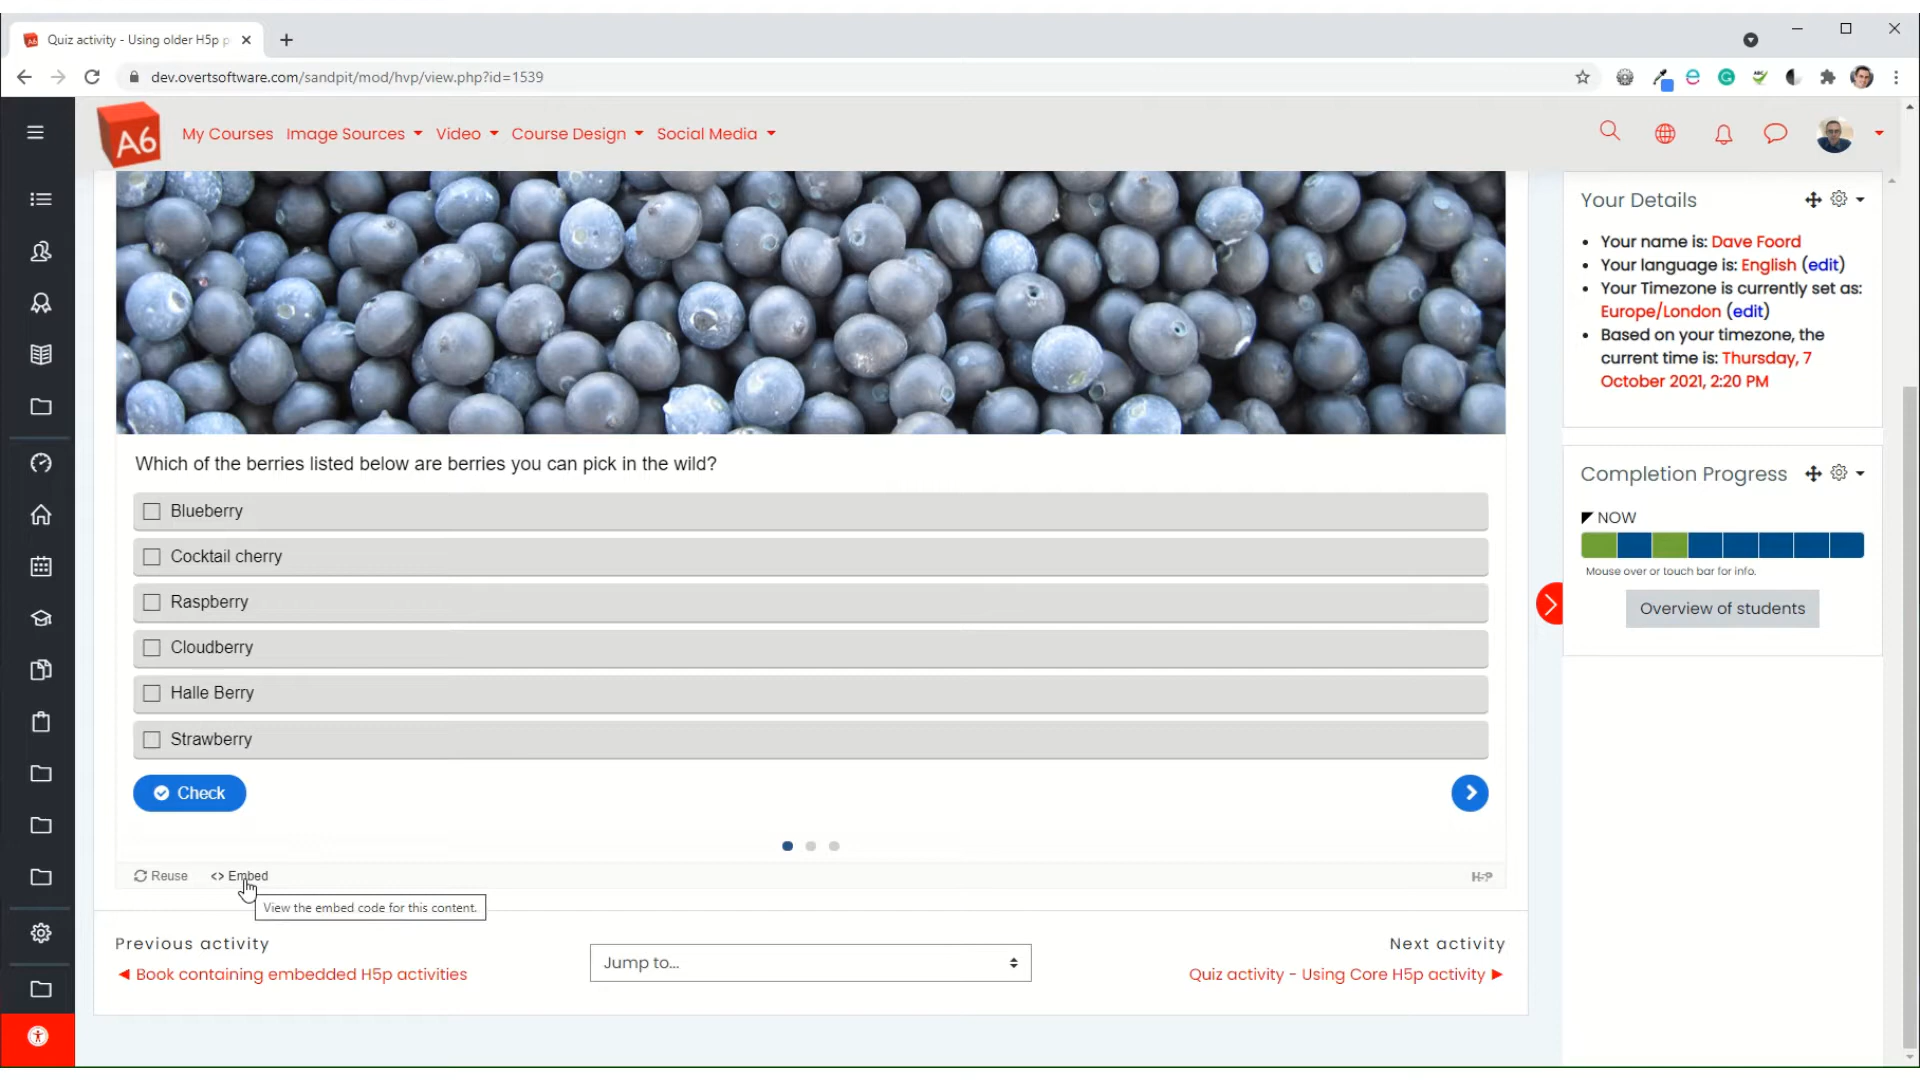 Quiz activity - Using older H5p p
dev.overtsoftware.com/sandpit/mod/hvp/view.php?id=1539
A6
My Courses Image Sources Video Course Design Social Media
Which of the berries listed below are berries you can pick in the wild?
Blueberry
Cocktail cherry
Raspberry
Cloudberry
Halle Berry
Strawberry
Check
Reuse <> Embed
H5P
View the embed code for this content.
Previous activity
Book containing embedded H5p activities
Jump to...
Next activity
Quiz activity - Using Core H5p activity
Your Details
Your name is: Dave Foord
Your language is: English (edit)
Your Timezone is currently set as:
Europe/London (edit)
Based on your timezone, the
current time is: Thursday, 7
October 2021, 2:20 PM
Completion Progress
NOW
Mouse over or touch bar for info.
Overview of students